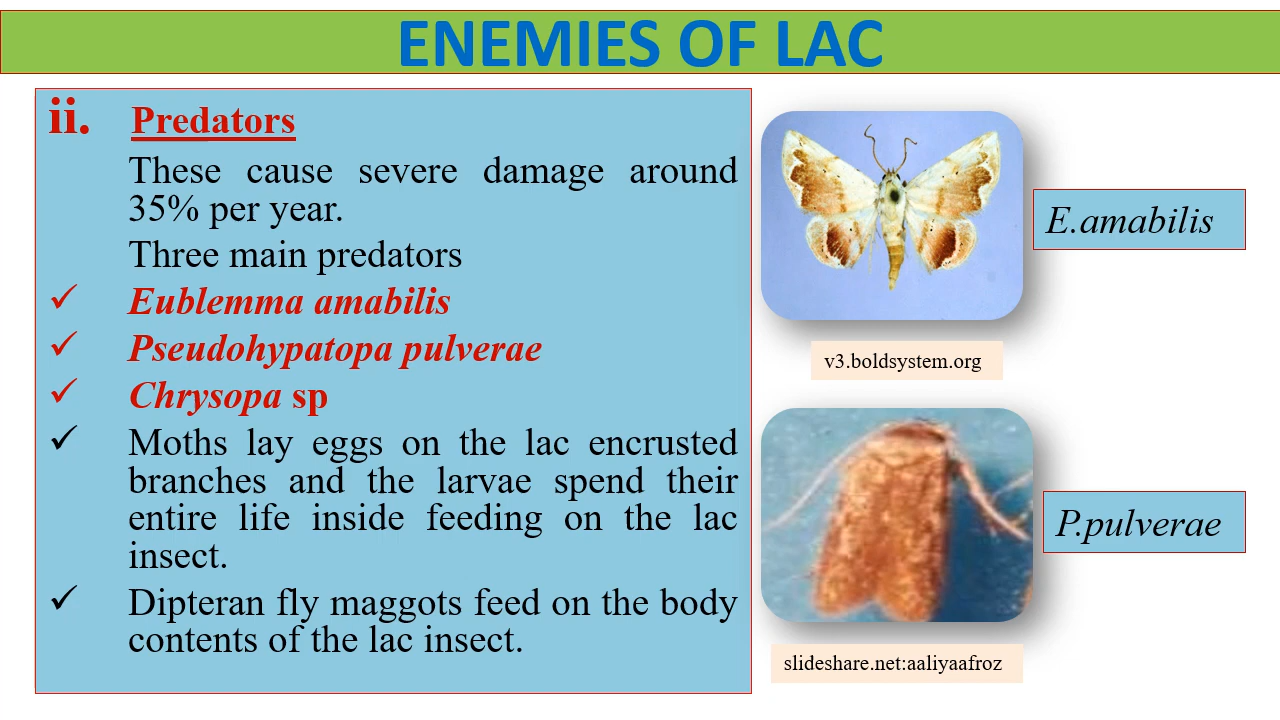 ENEMIES OF LAC
ii. Predators
These cause severe damage around
35% per year.
Three main predators
✓ Eublemma amabilis
✓ Pseudohypatopa pulverae
✓ Chrysopa sp
✓ Moths lay eggs on the lac encrusted
branches and the larvae spend their
entire life inside feeding on the lac
insect.
✓ Dipteran fly maggots feed on the body
contents of the lac insect.
E.amabilis
v3.boldsystem.org
P.pulverae
slideshare.net:aaliyaafroz